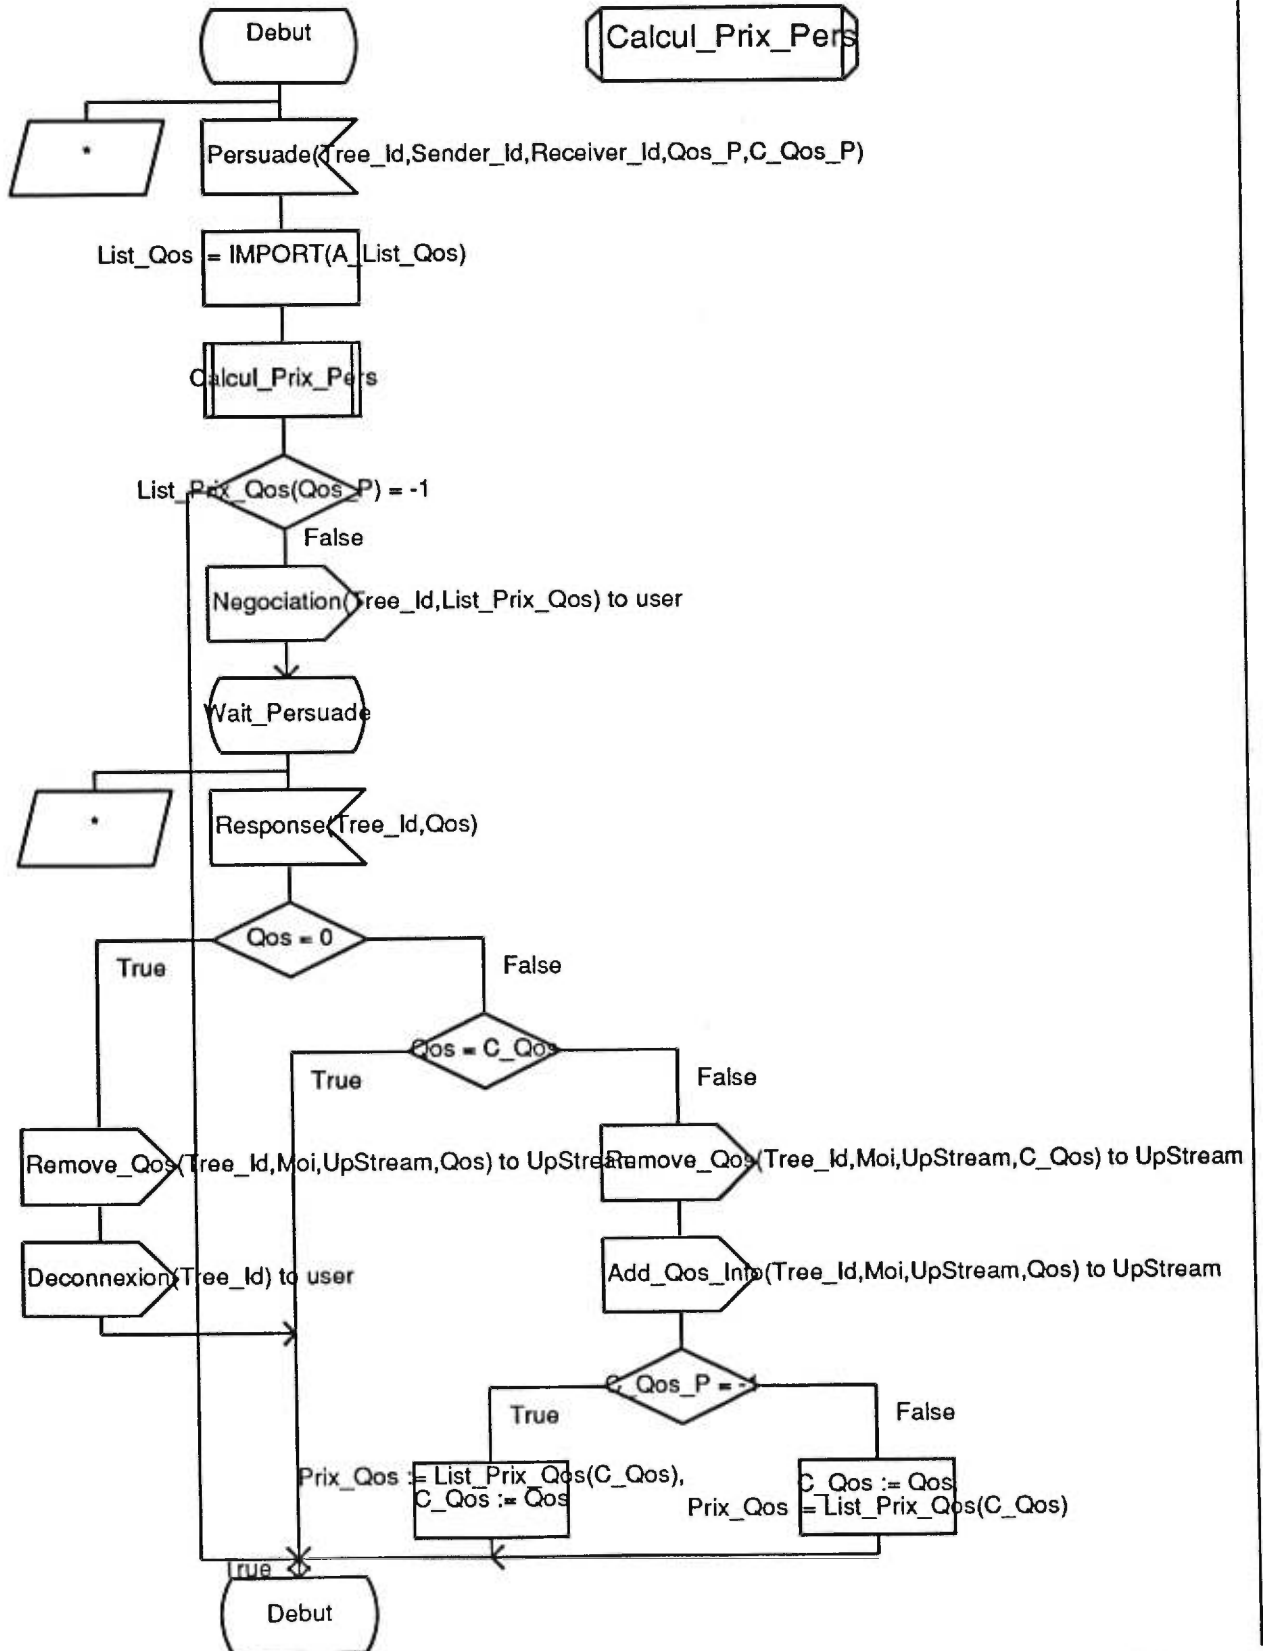 Debut
Calcul_Prix_Pers
*
Persuade(Tree_Id,Sender_Id,Receiver_Id,Qos_P,C_Qos_P)
List_Qos = IMPORT(A_List_Qos)
Calcul_Prix_Pers
List_Prix_Qos(Qos_P) = -1
False
Negociation(Tree_Id,List_Prix_Qos) to user
Wait_Persuade
*
Response(Tree_Id,Qos)
Qos = 0
True
False
Qos = C_Qos
True
False
Remove_Qos(Tree_Id,Moi,UpStream,Qos) to UpStream
Remove_Qos(Tree_Id,Moi,UpStream,C_Qos) to UpStream
Deconnexion(Tree_Id) to user
Add_Qos_Info(Tree_Id,Moi,UpStream,Qos) to UpStream
C_Qos_P = -1
True
False
Prix_Qos := List_Prix_Qos(C_Qos),
C_Qos := Qos
C_Qos := Qos
Prix_Qos = List_Prix_Qos(C_Qos)
True
Debut